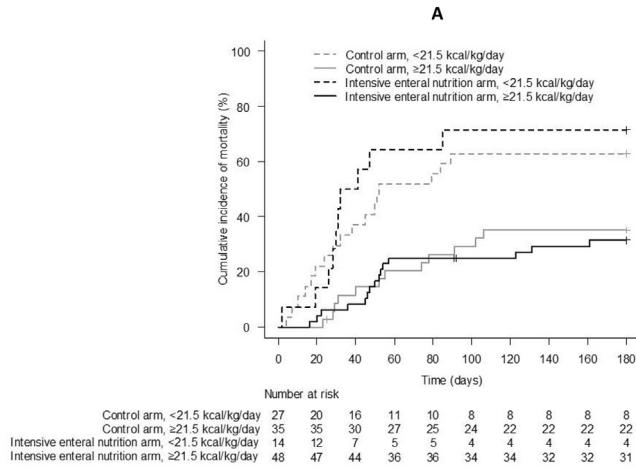 A
100
80
60
40
20
0
Cumulative incidence of mortality (%)
Control arm, <21.5 kcal/kg/day
Control arm, ≥21.5 kcal/kg/day
Intensive enteral nutrition arm, <21.5 kcal/kg/day
Intensive enteral nutrition arm, ≥21.5 kcal/kg/day
0 20 40 60 80 100 120 140 160 180
Time (days)
Number at risk
Control arm, <21.5 kcal/kg/day 27 20 16 11 10 8 8 8 8 8
Control arm, ≥21.5 kcal/kg/day 35 35 30 27 25 24 22 22 22 22
Intensive enteral nutrition arm, <21.5 kcal/kg/day 14 12 7 5 5 4 4 4 4 4
Intensive enteral nutrition arm, ≥21.5 kcal/kg/day 48 47 44 36 36 34 34 32 32 31